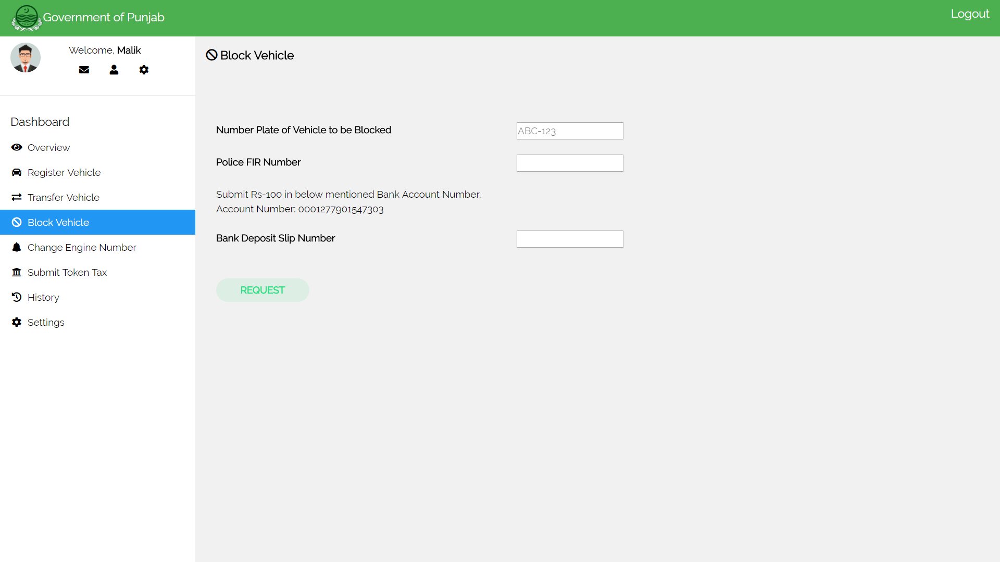 Government of Punjab
Logout
Welcome, Malik
Dashboard
Overview
Register Vehicle
Transfer Vehicle
Block Vehicle
Change Engine Number
Submit Token Tax
History
Settings
Block Vehicle
Number Plate of Vehicle to be Blocked
ABC-123
Police FIR Number
Submit Rs-100 in below mentioned Bank Account Number.
Account Number: 0001277901547303
Bank Deposit Slip Number
REQUEST